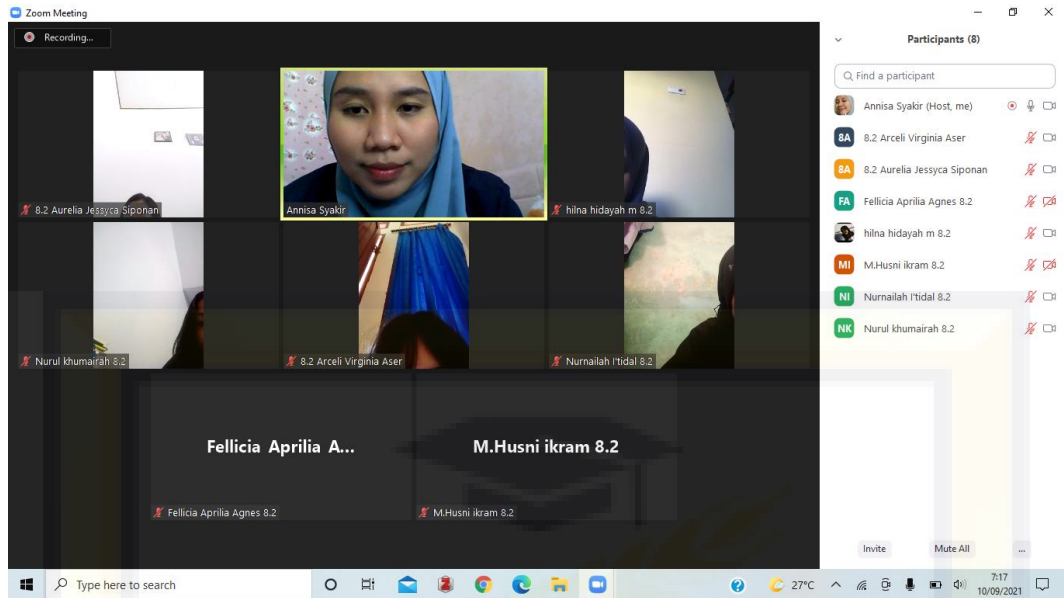 Zoom Meeting
Recording...
8.2 Aurelia Jessyca Siponan
Annisa Syakir
hilna hidayah m 8.2
Nurul khumairah 8.2
8.2 Arceli Virginia Aser
Nurnailah I'tidal 8.2
Fellicia Aprilia A...
M.Husni ikram 8.2
Fellicia Aprilia Agnes 8.2
M.Husni ikram 8.2
Participants (8)
Find a participant
Annisa Syakir (Host, me)
8A 8.2 Arceli Virginia Aser
8A 8.2 Aurelia Jessyca Siponan
FA Fellicia Aprilia Agnes 8.2
hilna hidayah m 8.2
MI M.Husni ikram 8.2
NI Nurnailah I'tidal 8.2
NK Nurul khumairah 8.2
Invite Mute All ...
Type here to search
27°C
7:17
10/09/2021